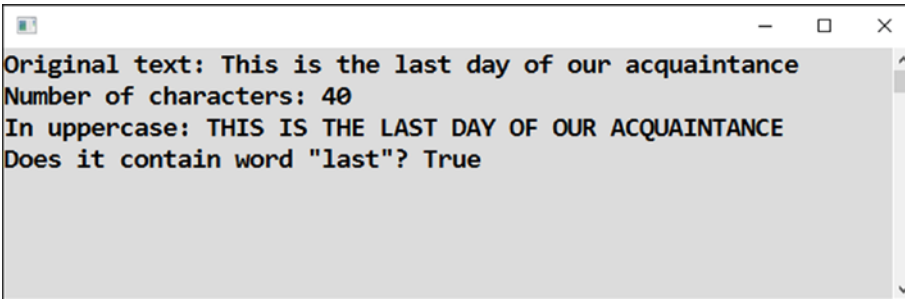 Original text: This is the last day of our acquaintance
Number of characters: 40
In uppercase: THIS IS THE LAST DAY OF OUR ACQUAINTANCE
Does it contain word "last"? True